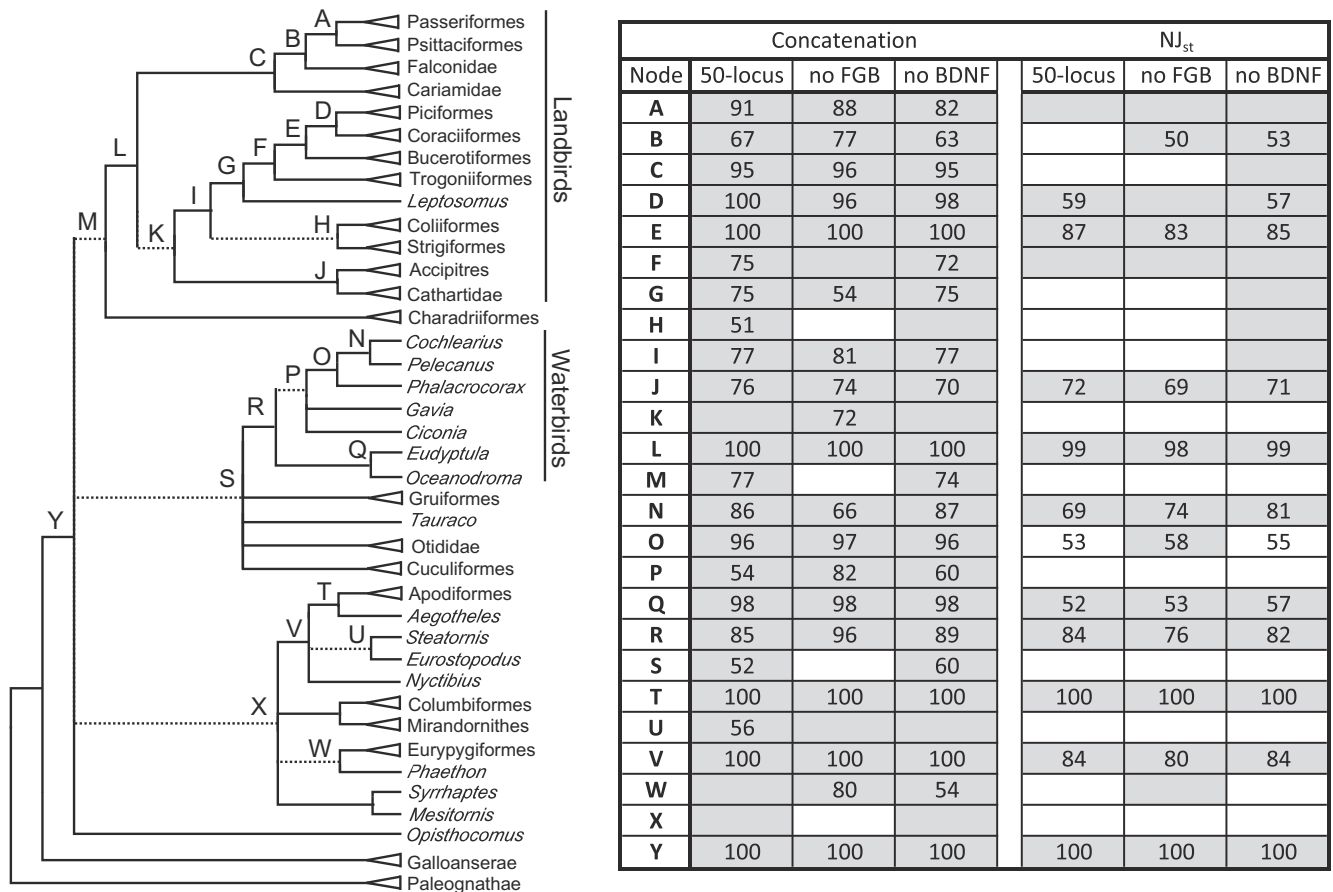 A
Passeriformes
B
Psittaciformes
C
Falconidae
Cariamidae
D
Piciformes
E
Coraciiformes
L
F
Bucerotiformes
G
Trogoniiformes
I
Leptosomus
M
K
H
Coliiformes
Strigiformes
J
Accipitres
Cathartidae
Charadriiformes
Landbirds
N
Cochlearius
O
Pelecanus
P
Phalacrocorax
R
Gavia
Ciconia
Q
Eudyptula
S
Oceanodroma
Waterbirds
Gruiformes
Y
Tauraco
Otididae
Cuculiformes
T
Apodiformes
V
Aegotheles
U
Steatornis
Eurostopodus
Nyctibius
X
Columbiformes
Mirandornithes
W
Eurypygiformes
Phaethon
Syrrhaptes
Mesitornis
Opisthocomus
Galloanserae
Paleognathae
Concatenation NJst
Node 50-locus no FGB no BDNF 50-locus no FGB no BDNF
A 91 88 82
B 67 77 63 50 53
C 95 96 95
D 100 96 98 59 57
E 100 100 100 87 83 85
F 75 72
G 75 54 75
H 51
I 77 81 77
J 76 74 70 72 69 71
K 72
L 100 100 100 99 98 99
M 77 74
N 86 66 87 69 74 81
O 96 97 96 53 58 55
P 54 82 60
Q 98 98 98 52 53 57
R 85 96 89 84 76 82
S 52 60
T 100 100 100 100 100 100
U 56
V 100 100 100 84 80 84
W 80 54
X
Y 100 100 100 100 100 100